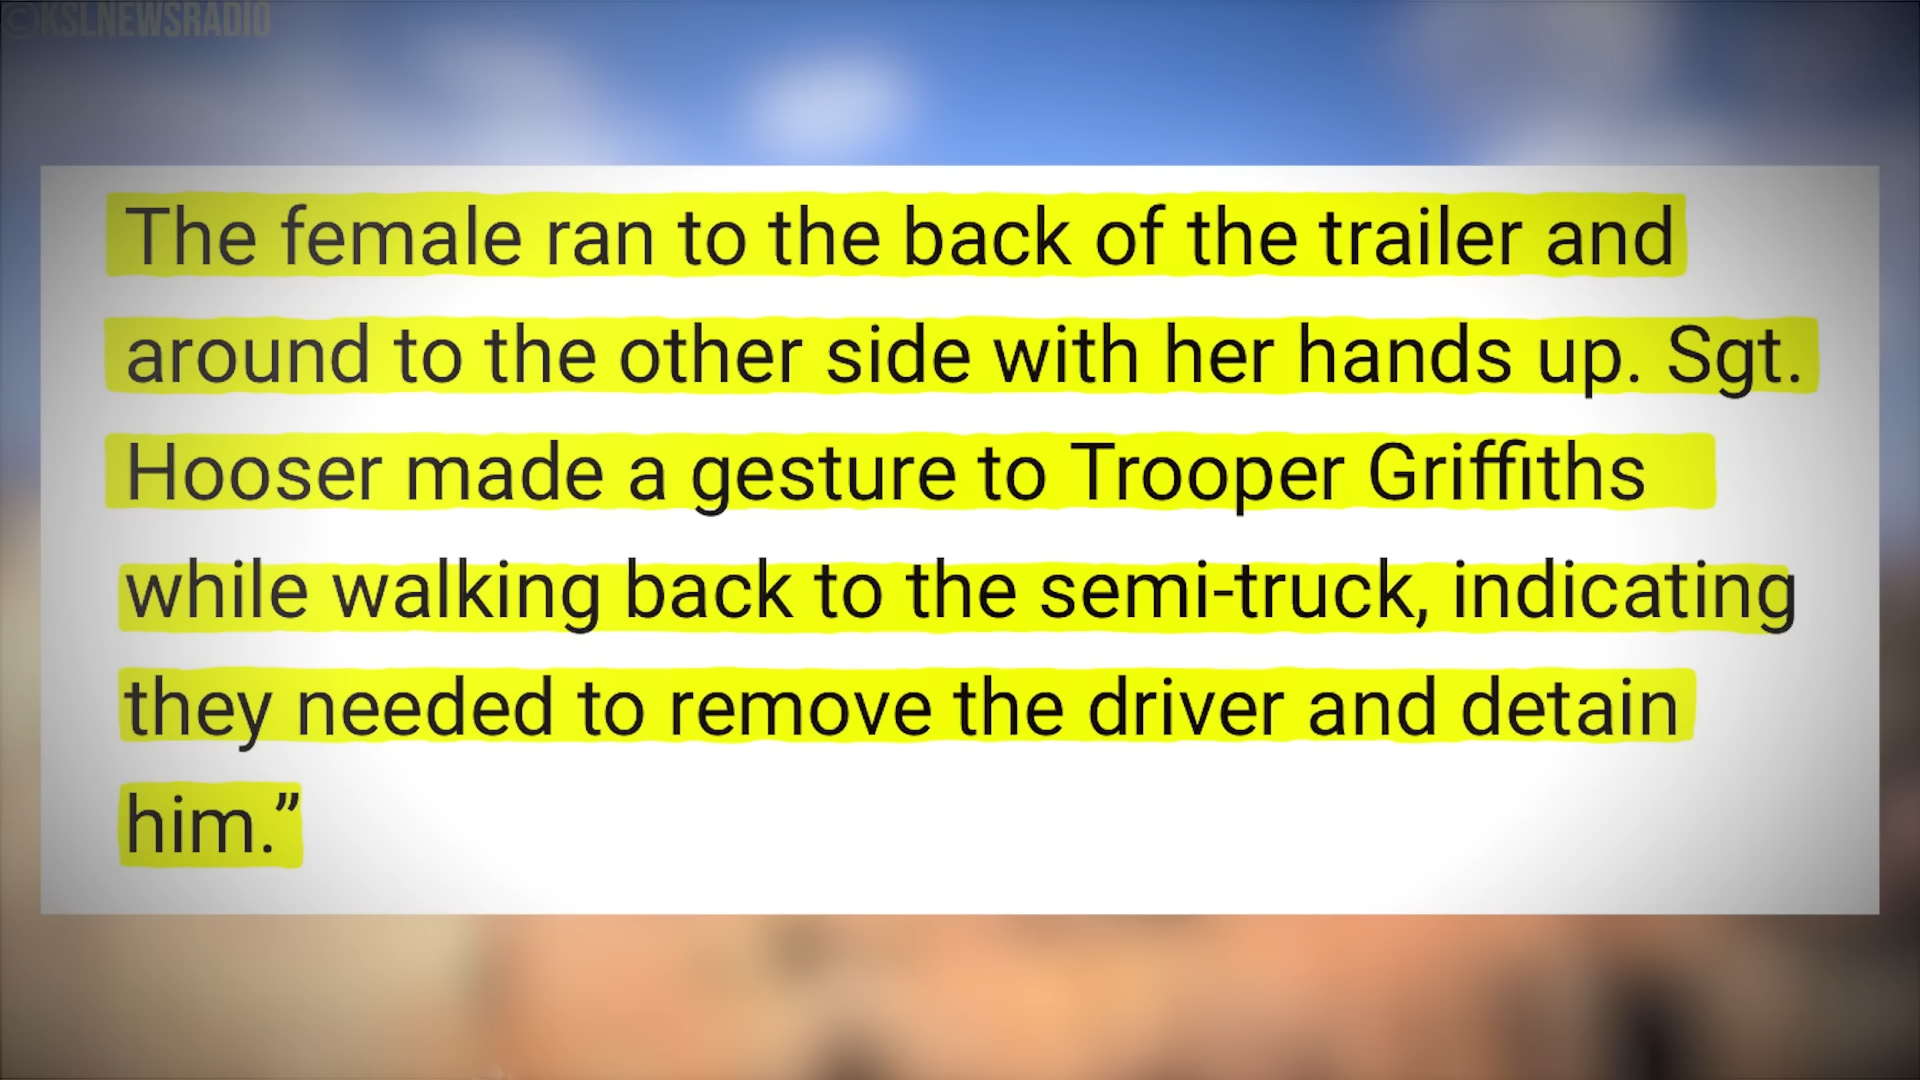 ©KSLNEWSRADIO
The female ran to the back of the trailer and
around to the other side with her hands up. Sgt.
Hooser made a gesture to Trooper Griffiths
while walking back to the semi-truck, indicating
they needed to remove the driver and detain
him.”